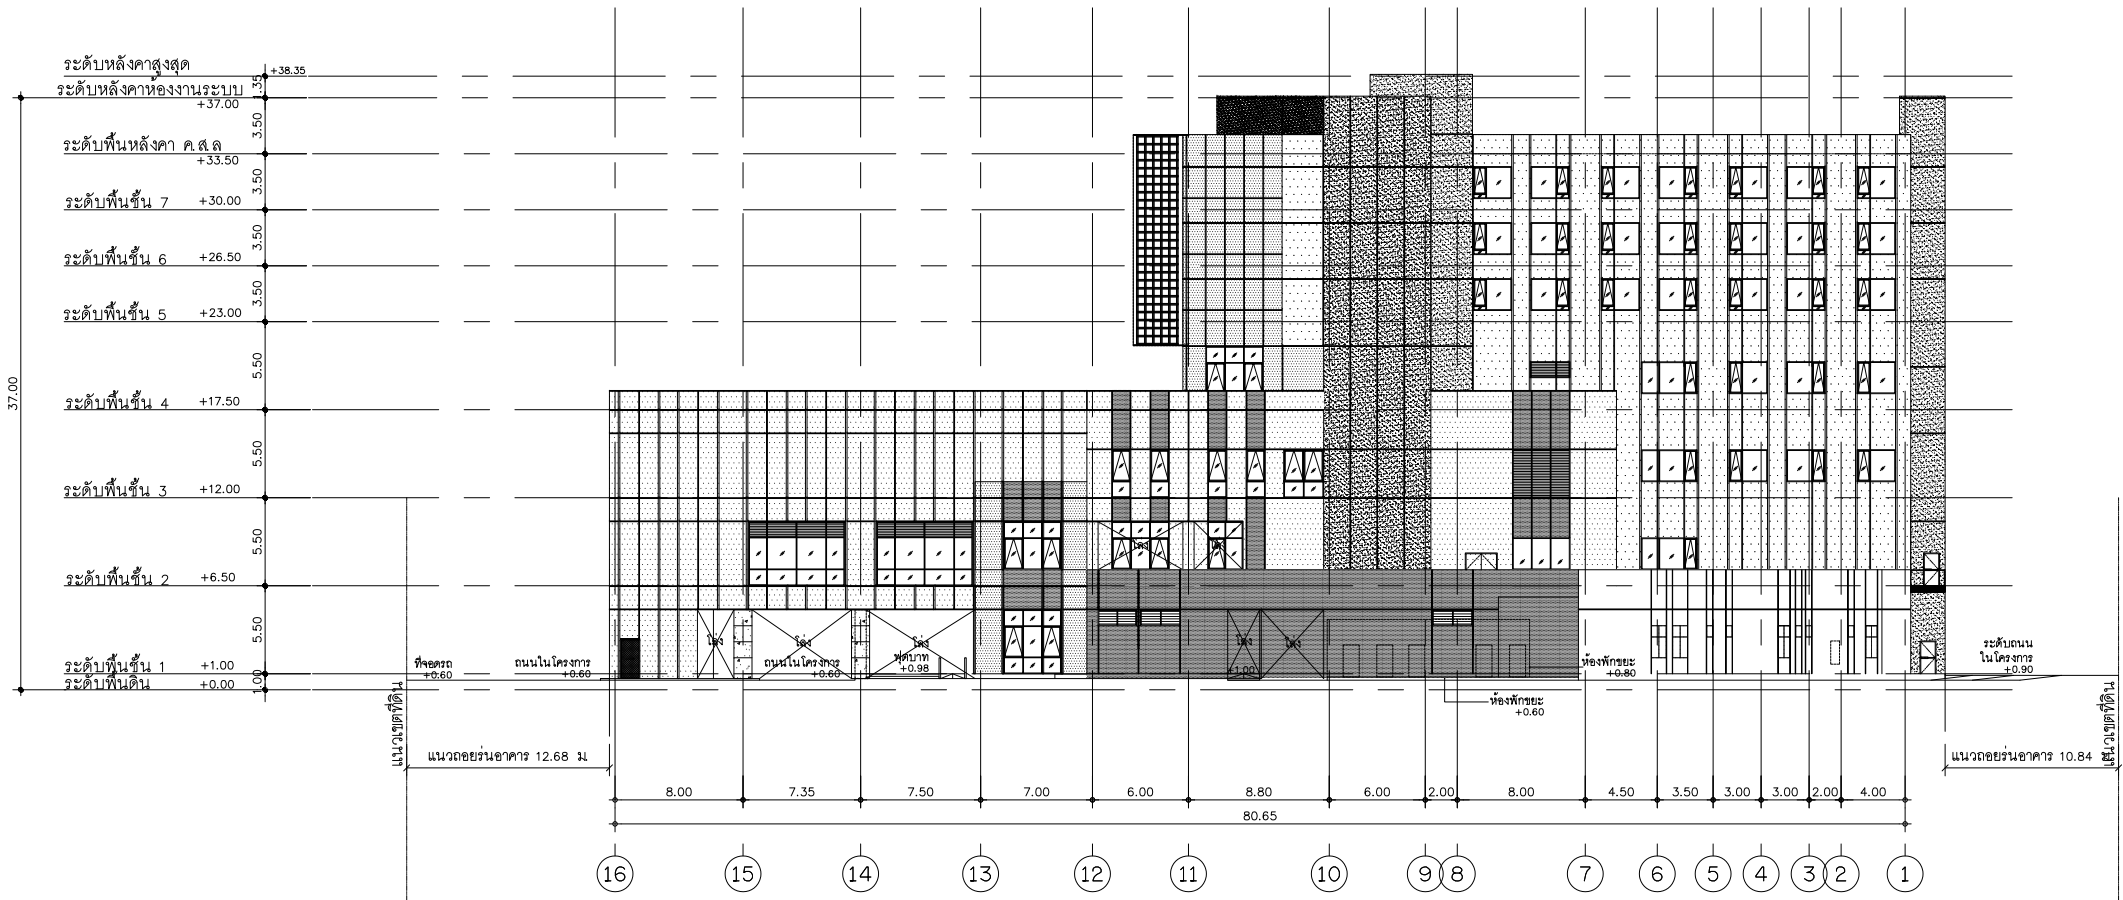 ระดับหลังคาสูงสุด
+38.35
1.35
ระดับหลังคาห้องงานระบบ
+37.00
3.50
ระดับพื้นหลังคา ค.ส.ล
+33.50
3.50
ระดับพื้นชั้น 7 +30.00
3.50
ระดับพื้นชั้น 6 +26.50
3.50
ระดับพื้นชั้น 5 +23.00
5.50
37.00
ระดับพื้นชั้น 4 +17.50
5.50
ระดับพื้นชั้น 3 +12.00
5.50
ระดับพื้นชั้น 2 +6.50
5.50
ระดับพื้นชั้น 1 +1.00
1.00
ระดับพื้นดิน +0.00
โล่ง
โล่ง
โล่ง
โล่ง
โล่ง
โล่ง
โล่ง
ที่จอดรถ
+0.60
ถนนในโครงการ
+0.60
ถนนในโครงการ
+0.60
ฟุตบาท
+0.98
+1.00
ห้องพักขยะ
+0.80
ห้องพักขยะ
+0.60
ระดับถนน
ในโครงการ
+0.90
แนวเขตที่ดิน
แนวเขตที่ดิน
แนวถอยร่นอาคาร 12.68 ม.
แนวถอยร่นอาคาร 10.84 ม.
8.00 7.35 7.50 7.00 6.00 8.80 6.00 2.00 8.00 4.50 3.50 3.00 3.00 2.00 4.00
80.65
16 15 14 13 12 11 10 9 8 7 6 5 4 3 2 1